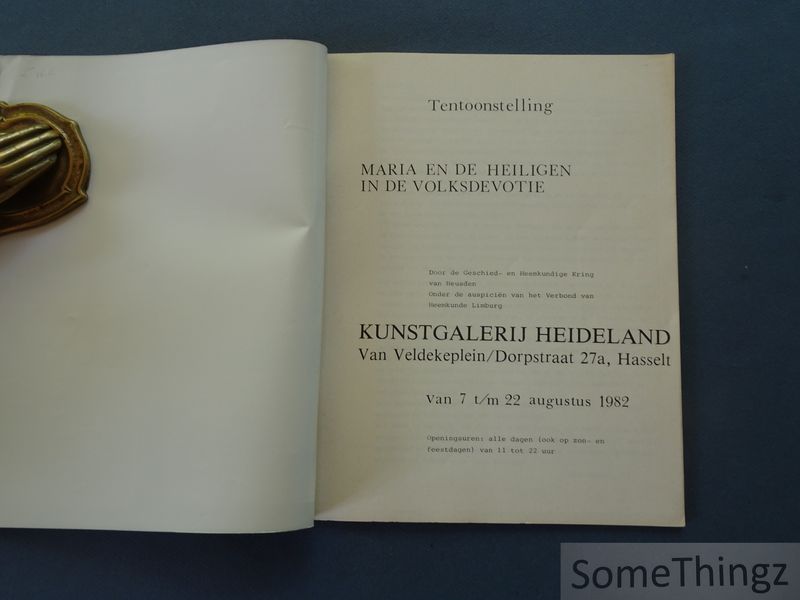 Tentoonstelling
MARIA EN DE HEILIGEN
IN DE VOLKSDEVOTIE
Door de Geschied- en Heemkundige Kring
van Heusden
Onder de auspiciën van het Verbond van
Heemkunde Limburg
KUNSTGALERIJ HEIDELAND
Van Veldekeplein/Dorpstraat 27a, Hasselt
Van 7 t/m 22 augustus 1982
Openingsuren: alle dagen (ook op zon- en
feestdagen) van 11 tot 22 uur
SomeThingz